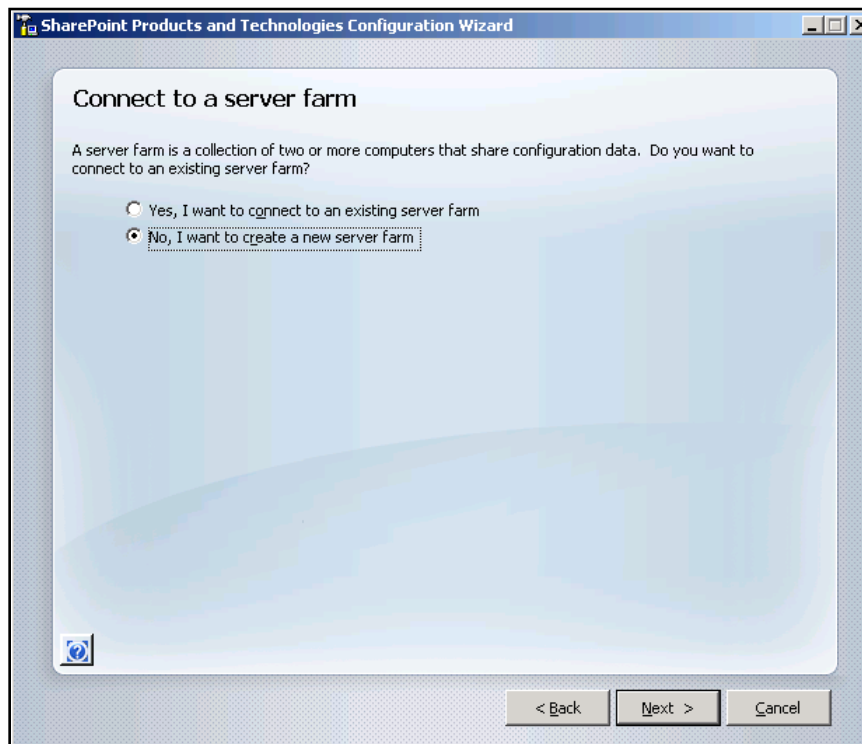 SharePoint Products and Technologies Configuration Wizard
Connect to a server farm
A server farm is a collection of two or more computers that share configuration data. Do you want to
connect to an existing server farm?
Yes, I want to connect to an existing server farm
No, I want to create a new server farm
< Back
Next >
Cancel